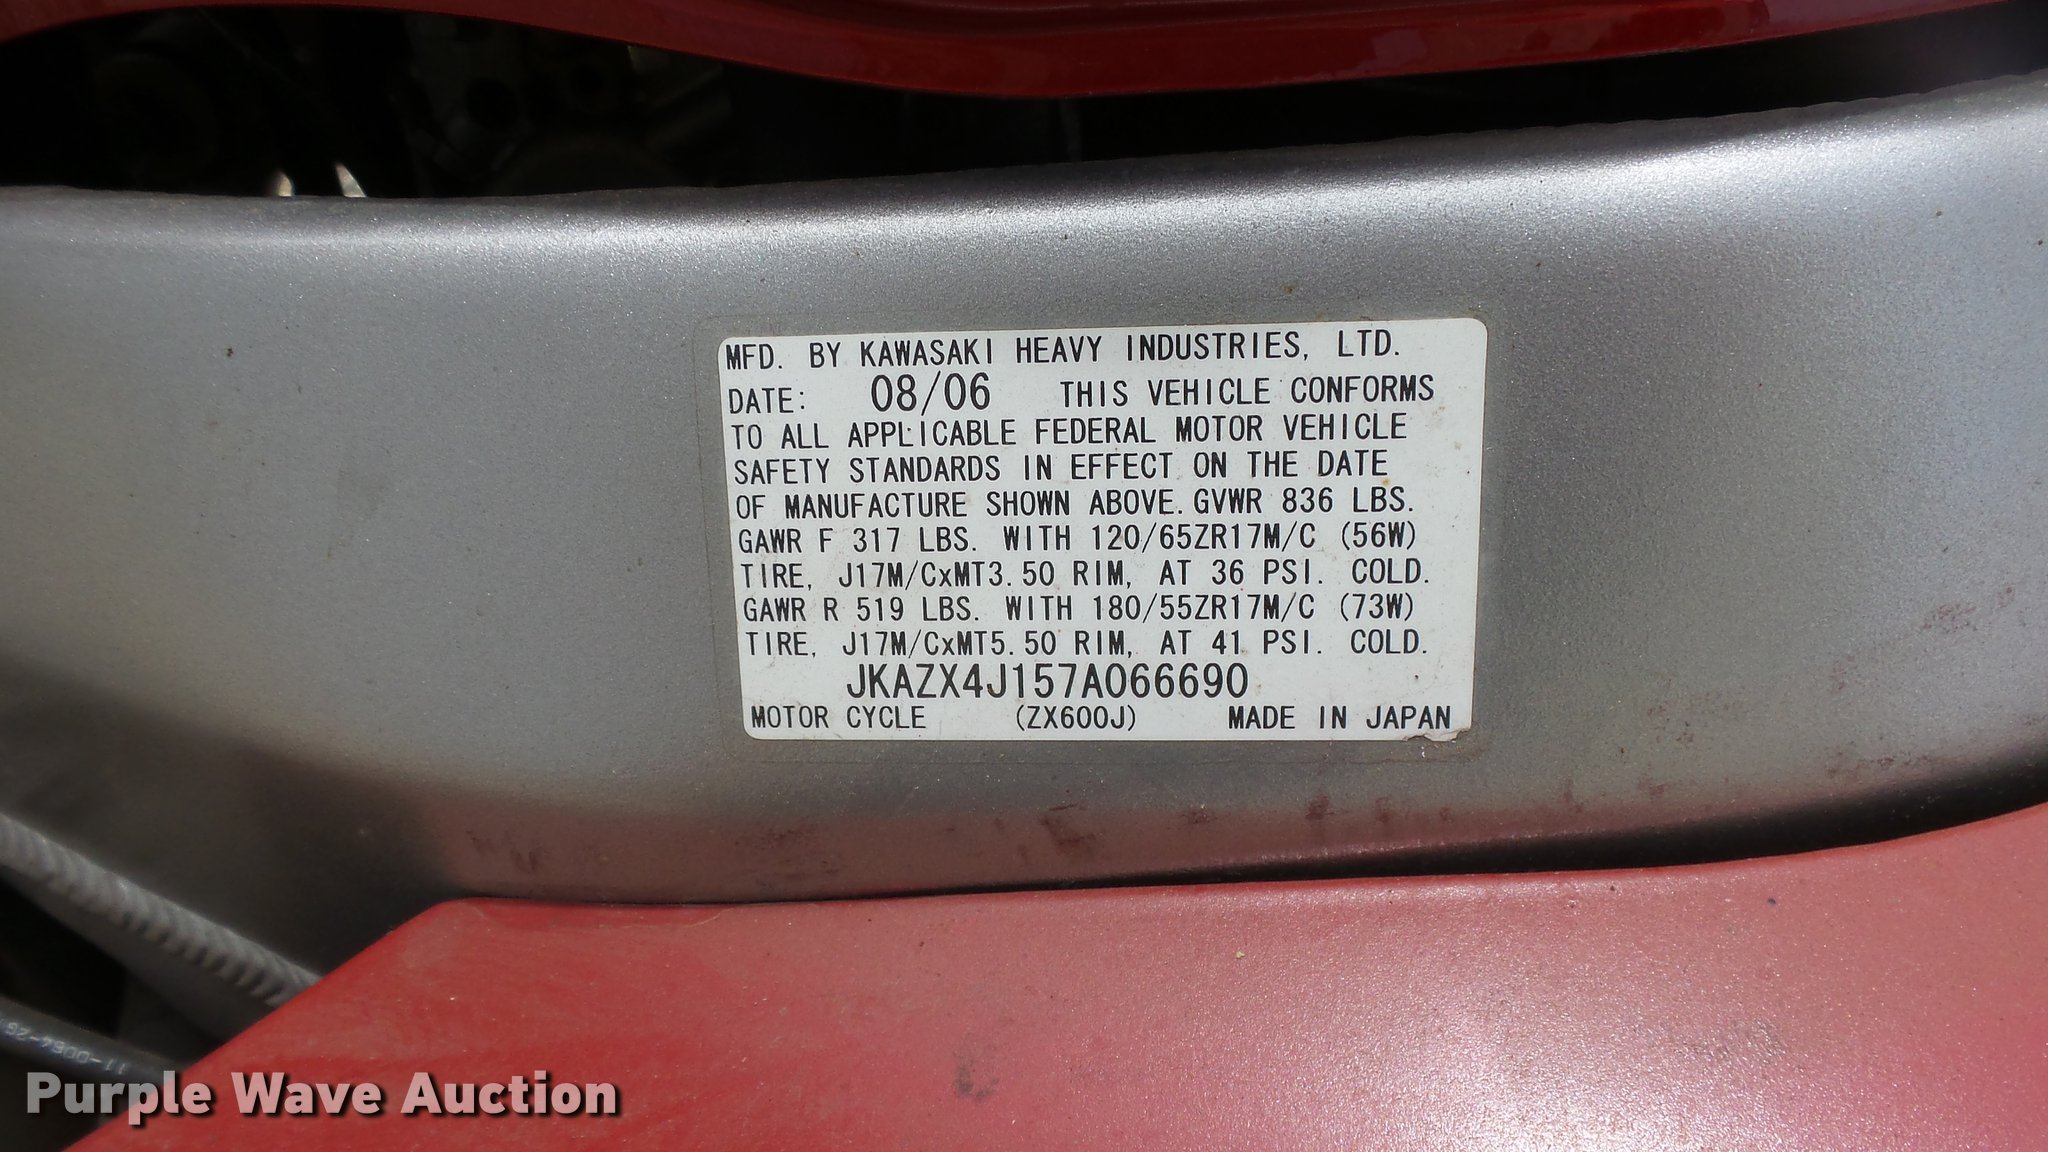 MFD. BY KAWASAKI HEAVY INDUSTRIES, LTD.
DATE: 08/06 THIS VEHICLE CONFORMS
TO ALL APPLICABLE FEDERAL MOTOR VEHICLE
SAFETY STANDARDS IN EFFECT ON THE DATE
OF MANUFACTURE SHOWN ABOVE. GVWR 836 LBS.
GAWR F 317 LBS. WITH 120/65ZR17M/C (56W)
TIRE, J17M/CxMT3.50 RIM, AT 36 PSI. COLD.
GAWR R 519 LBS. WITH 180/55ZR17M/C (73W)
TIRE, J17M/CxMT5.50 RIM, AT 41 PSI. COLD.
JKAZX4J157A066690
MOTOR CYCLE (ZX600J) MADE IN JAPAN
Purple Wave Auction